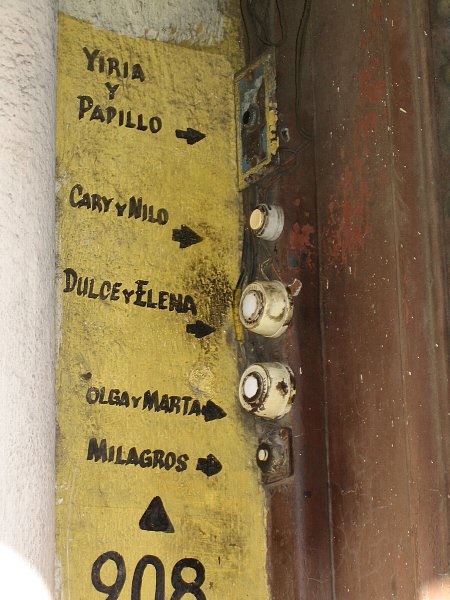 YIRIA
Y
PAPILLO
CARY Y NILO
DULCE Y ELENA
OLGA Y MARTA
MILAGROS
908